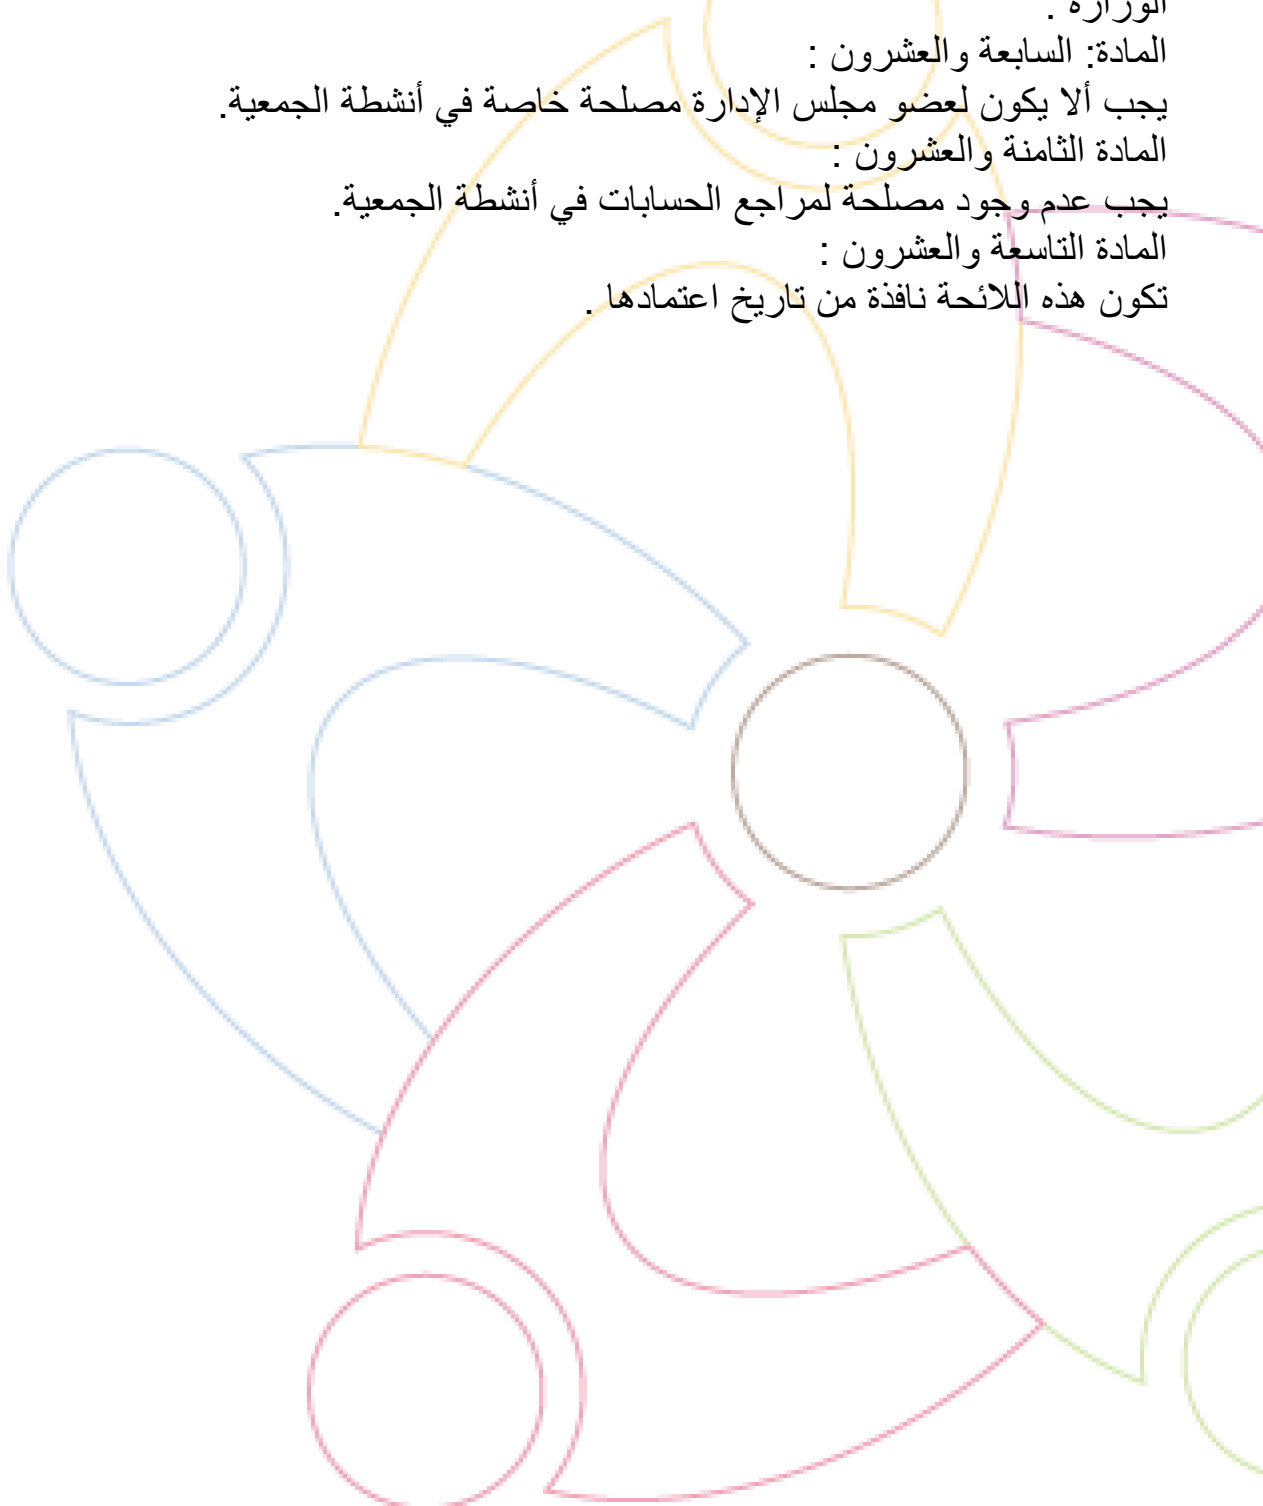 الوزارة .
المادة: السابعة والعشرون :
يجب ألا يكون لعضو مجلس الإدارة مصلحة خاصة في أنشطة الجمعية.
المادة الثامنة والعشرون :
يجب عدم وجود مصلحة لمراجع الحسابات في أنشطة الجمعية.
المادة التاسعة والعشرون :
تكون هذه اللائحة نافذة من تاريخ اعتمادها .